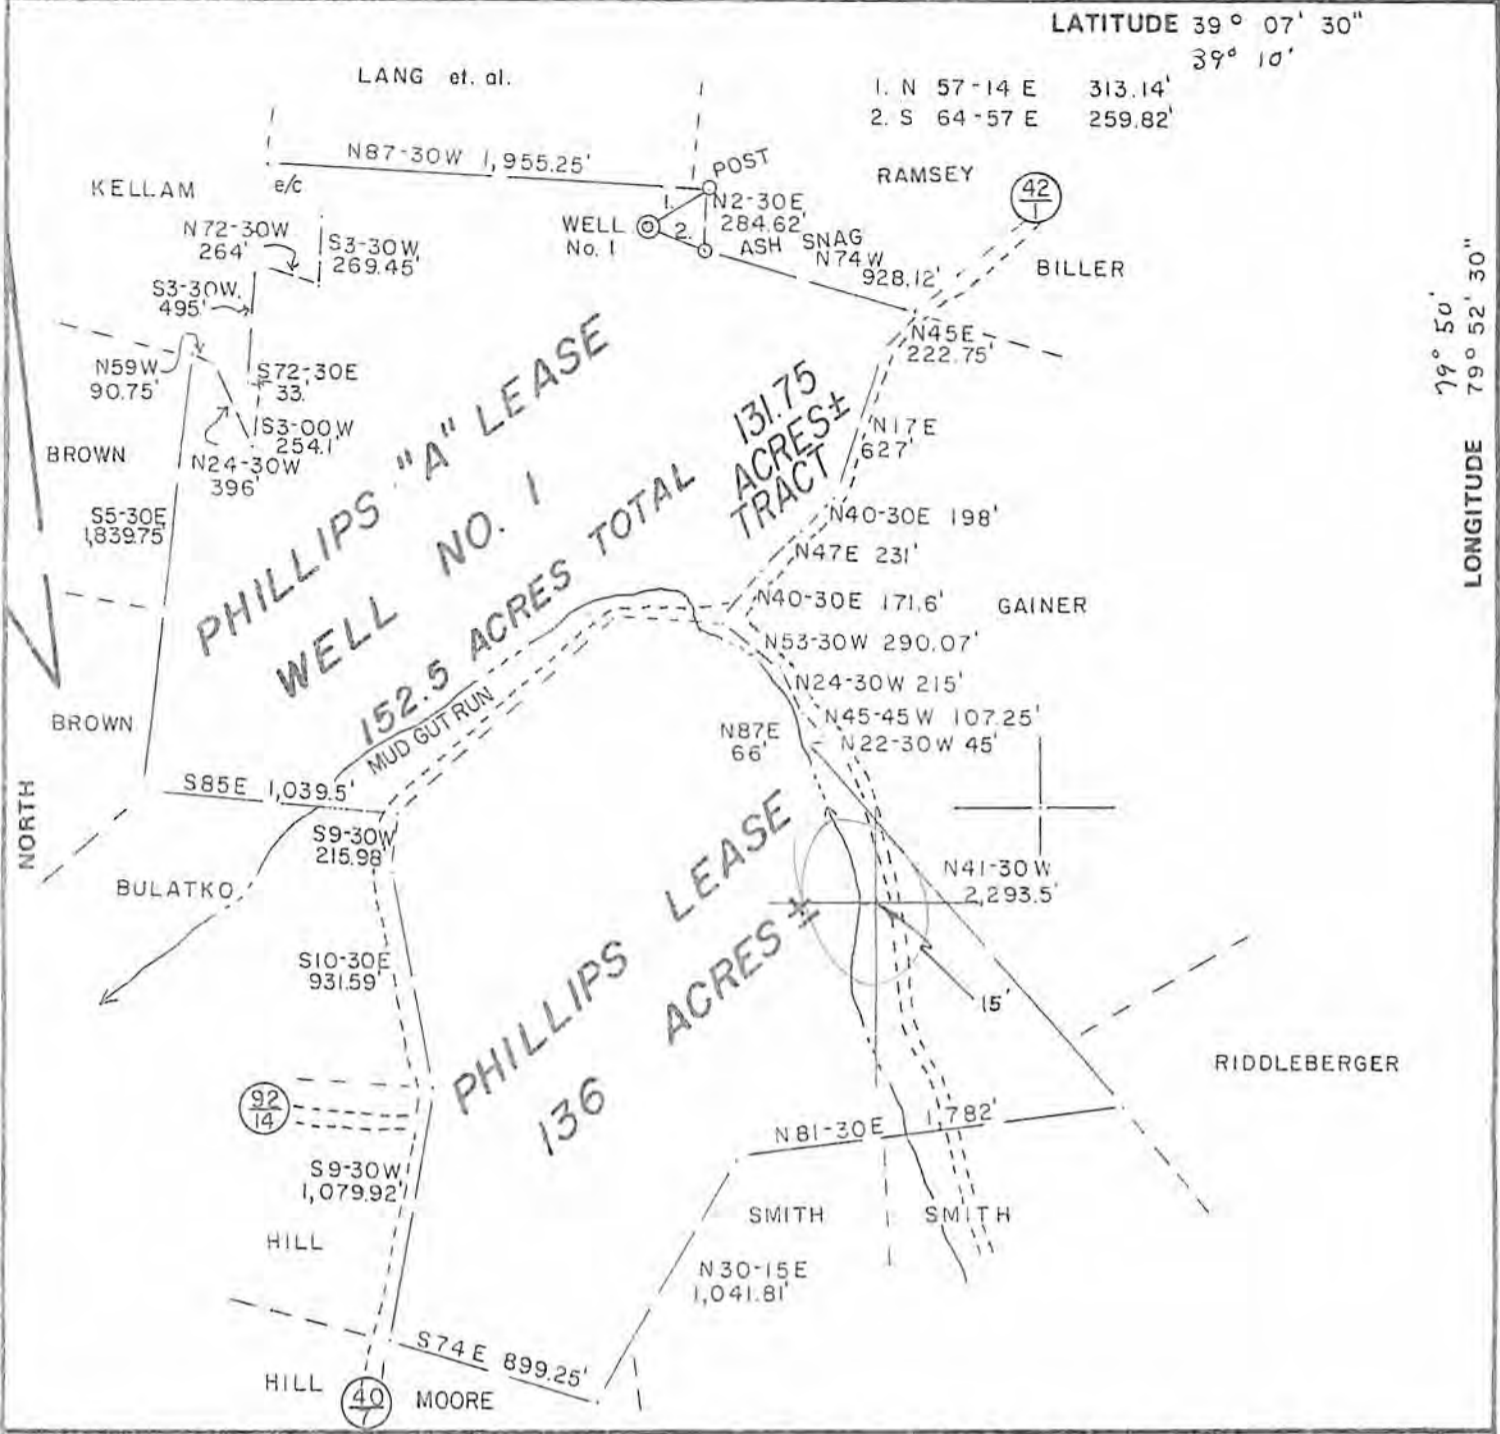 LATITUDE 39° 07' 30"
39° 10'
LANG et. al.
1. N 57-14 E 313.14'
2. S 64-57 E 259.82'
N87-30W 1,955.25'
POST
RAMSEY
42
1
KELLAM
e/c
N2-30E
284.62'
1.
2.
WELL
No. 1
ASH SNAG
N74W
928.12'
BILLER
N72-30W
264'
S3-30W
269.45'
S3-30W
495'
79° 50'
79° 52' 30"
LONGITUDE
N45E
222.75'
N59W
90.75'
S72-30E
33'
PHILLIPS "A" LEASE
WELL NO. 1
152.5 ACRES TOTAL
131.75
ACRES±
TRACT
N17E
627'
S3-00W
254.1'
BROWN
N24-30W
396'
S5-30E
1,839.75'
N40-30E 198'
N47E 231'
N40-30E 171.6'
GAINER
N53-30W 290.07'
N24-30W 215'
N45-45W 107.25'
N22-30W 45'
N87E
66'
BROWN
MUD GUT RUN
S85E 1,039.5'
NORTH
S9-30W
215.98'
BULATKO
PHILLIPS LEASE
136 ACRES ±
N41-30W
2,293.5'
S10-30E
931.59'
15'
RIDDLEBERGER
92
14
N81-30E 1782'
S9-30W
1,079.92'
SMITH
SMITH
HILL
N30-15E
1,041.81'
S74E 899.25'
HILL
40
7
MOORE